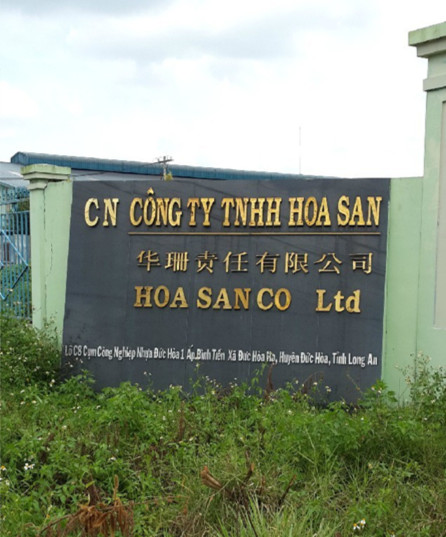 CN CÔNG TY TNHH HOA SAN
华珊责任有限公司
HOA SAN CO Ltd
Lô C8 Cụm Công Nghiệp Nhựa Đức Hòa 1 Ấp.Bình Tiền Xã Đức Hòa Hạ, Huyện Đức Hòa, Tỉnh Long An